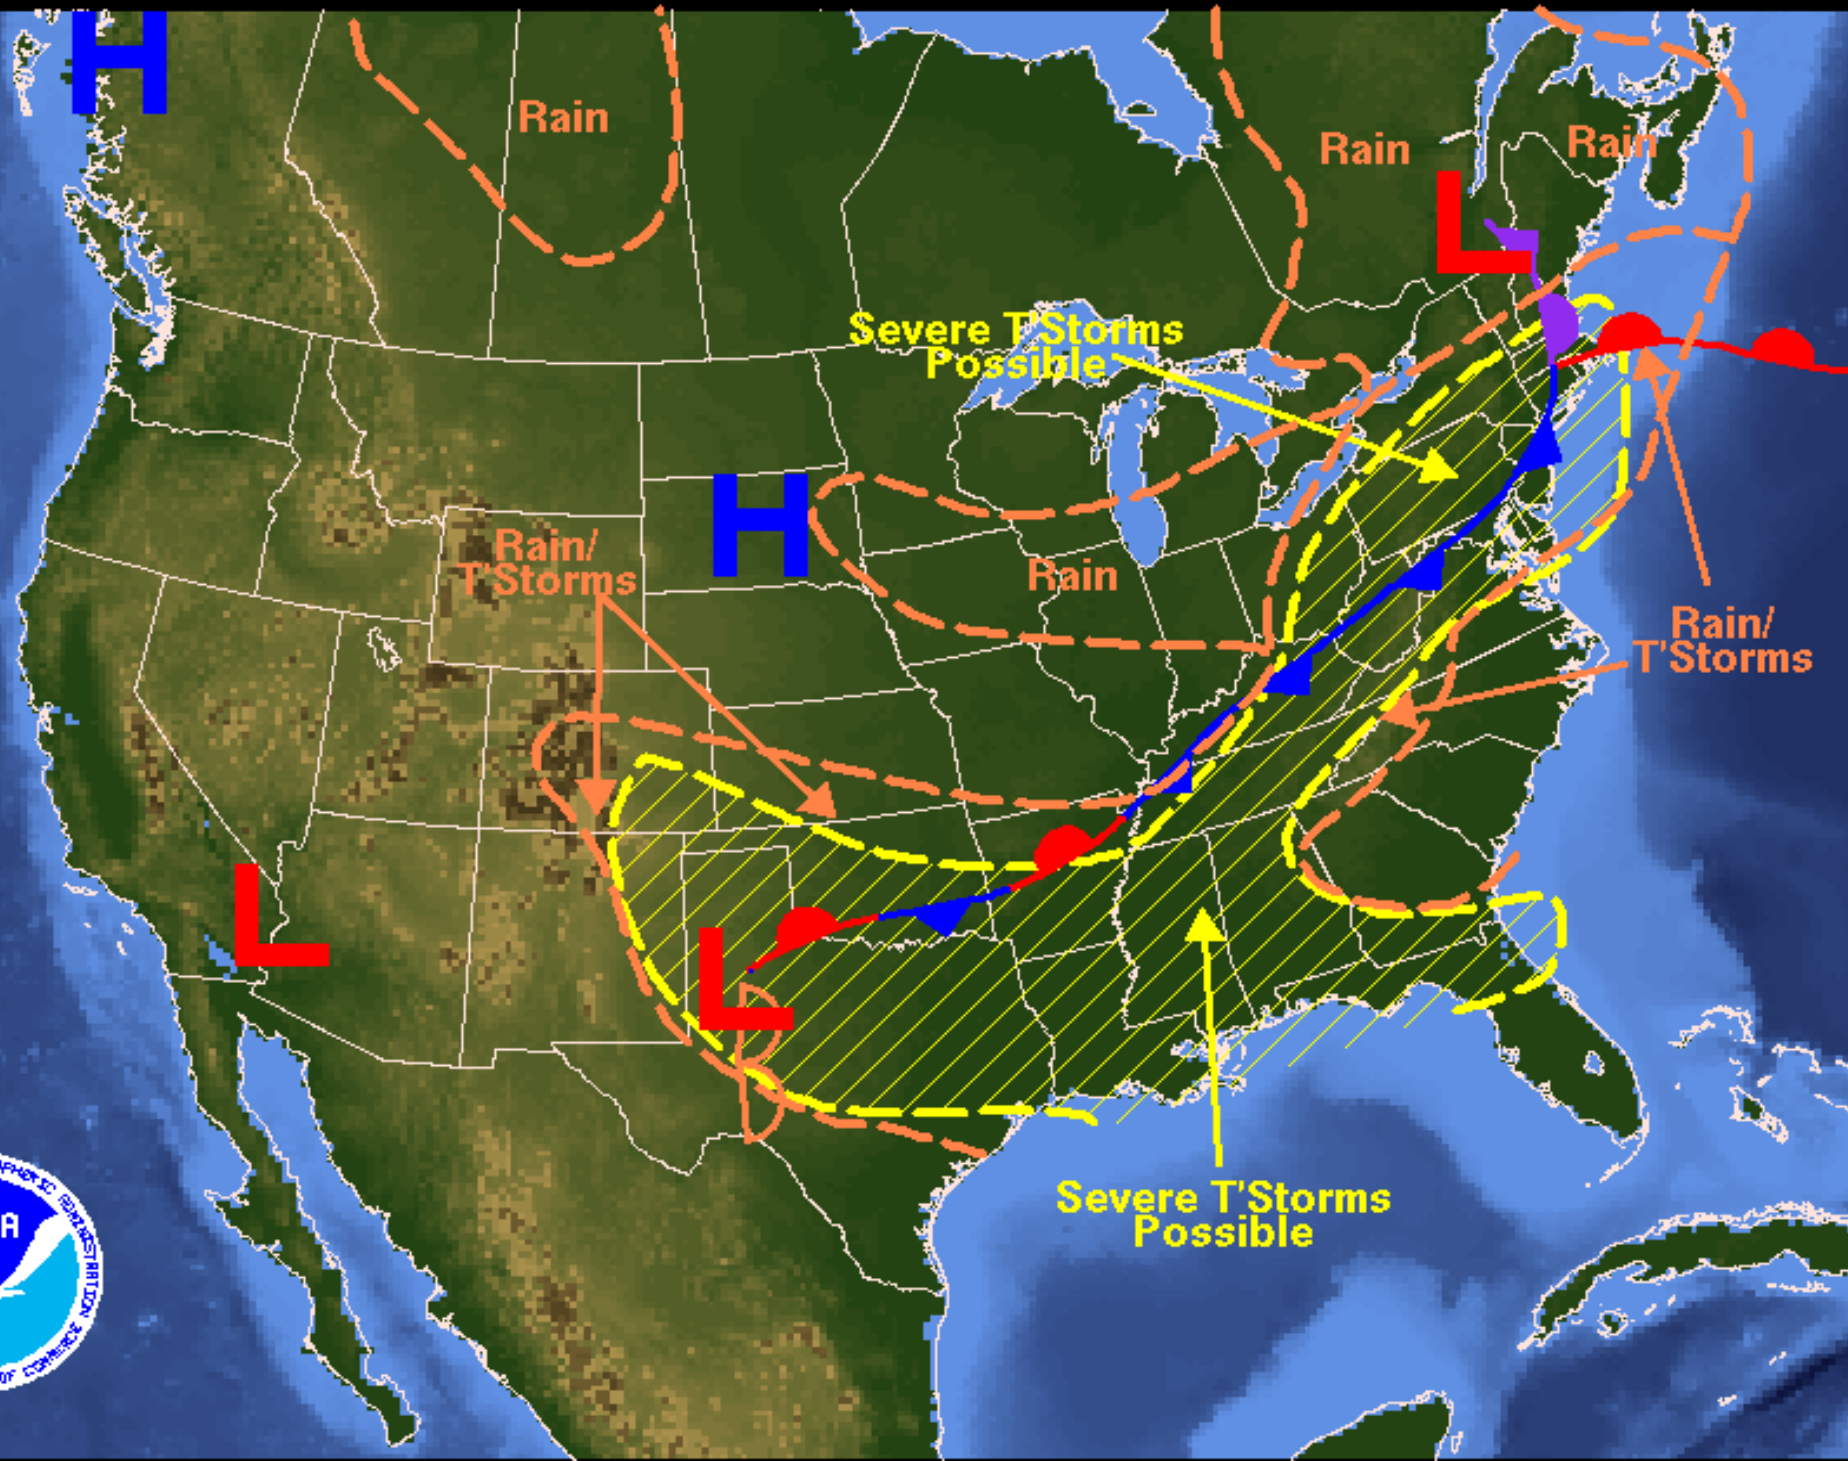 H
Rain
Rain
Rain
L
Severe T'Storms
Possible
H
Rain/
T'Storms
Rain
Rain/
T'Storms
L
L
Severe T'Storms
Possible
A